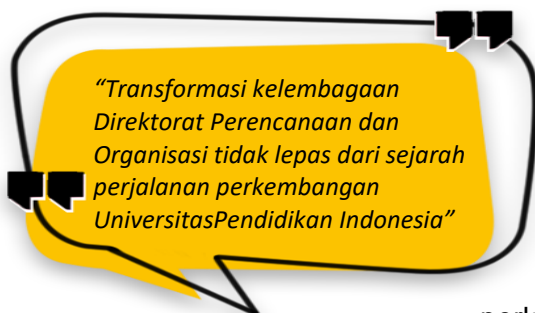 “Transformasi kelembagaan
Direktorat Perencanaan dan
Organisasi tidak lepas dari sejarah
perjalanan perkembangan
UniversitasPendidikan Indonesia”